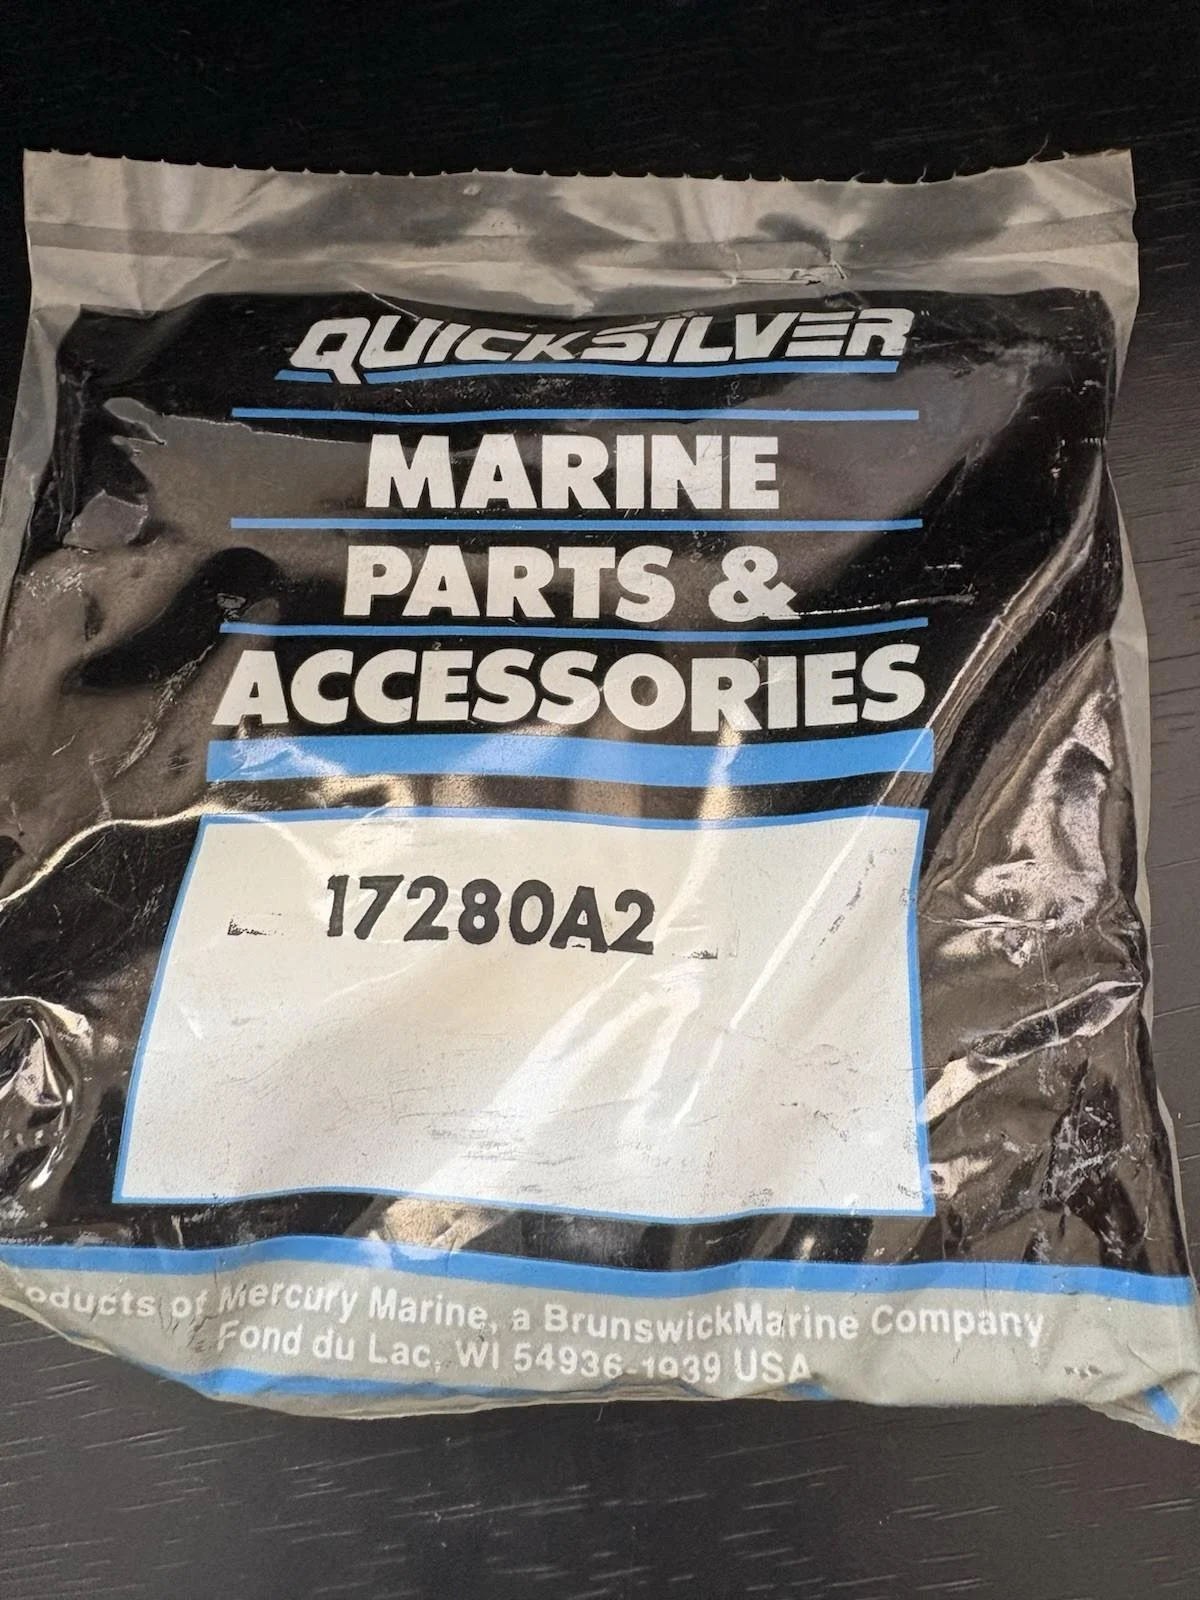 QUICKSILVER
MARINE
PARTS &
ACCESSORIES
17280A2
of Mercury Marine, a BrunswickMarine Company
Fond du Lac, WI 54936-1939 USA